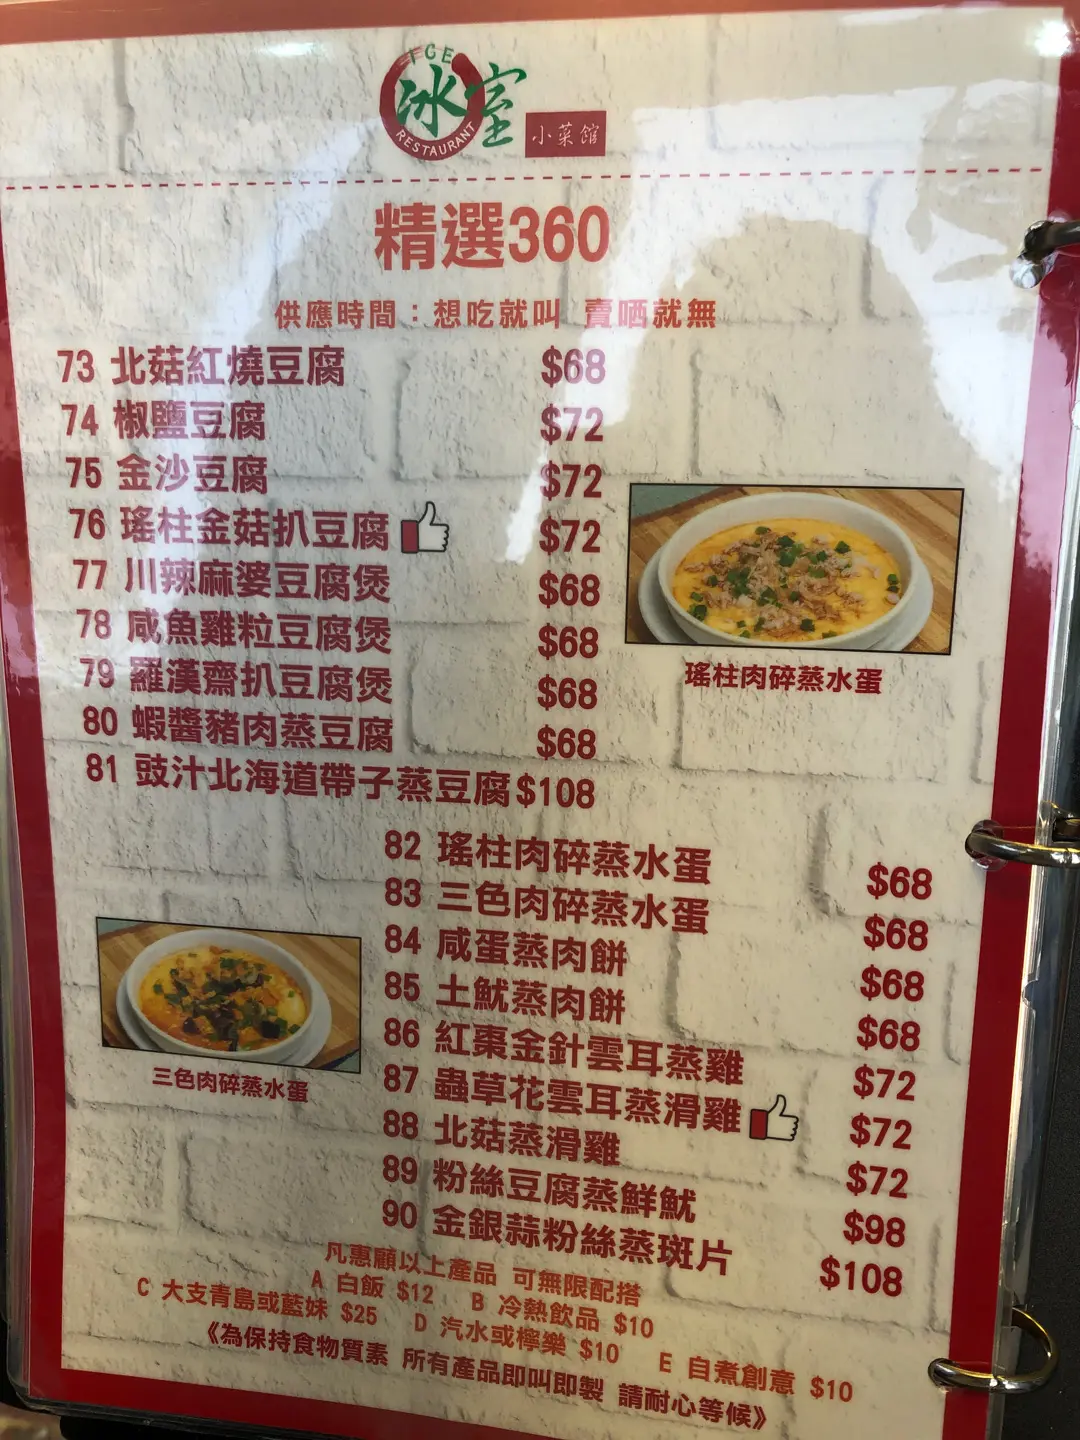 ICE
冰室
RESTAURANT
小菜館
精選360
供應時間：想吃就叫 賣哂就無
73 北菇紅燒豆腐 $68
74 椒鹽豆腐 $72
75 金沙豆腐 $72
76 瑤柱金菇扒豆腐 $72
77 川辣麻婆豆腐煲 $68
78 咸魚雞粒豆腐煲 $68
79 羅漢齋扒豆腐煲 $68
80 蝦醬豬肉蒸豆腐 $68
81 豉汁北海道帶子蒸豆腐 $108
瑤柱肉碎蒸水蛋
82 瑤柱肉碎蒸水蛋 $68
83 三色肉碎蒸水蛋 $68
84 咸蛋蒸肉餅 $68
85 土魷蒸肉餅 $68
86 紅棗金針雲耳蒸雞 $72
87 蟲草花雲耳蒸滑雞 $72
88 北菇蒸滑雞 $72
89 粉絲豆腐蒸鮮魷 $98
90 金銀蒜粉絲蒸斑片 $108
三色肉碎蒸水蛋
凡惠顧以上產品 可無限配搭
A 白飯 $12 B 冷熱飲品 $10
C 大支青島或藍妹 $25 D 汽水或檸樂 $10 E 自煮創意 $10
《為保持食物質素 所有產品即叫即製 請耐心等候》